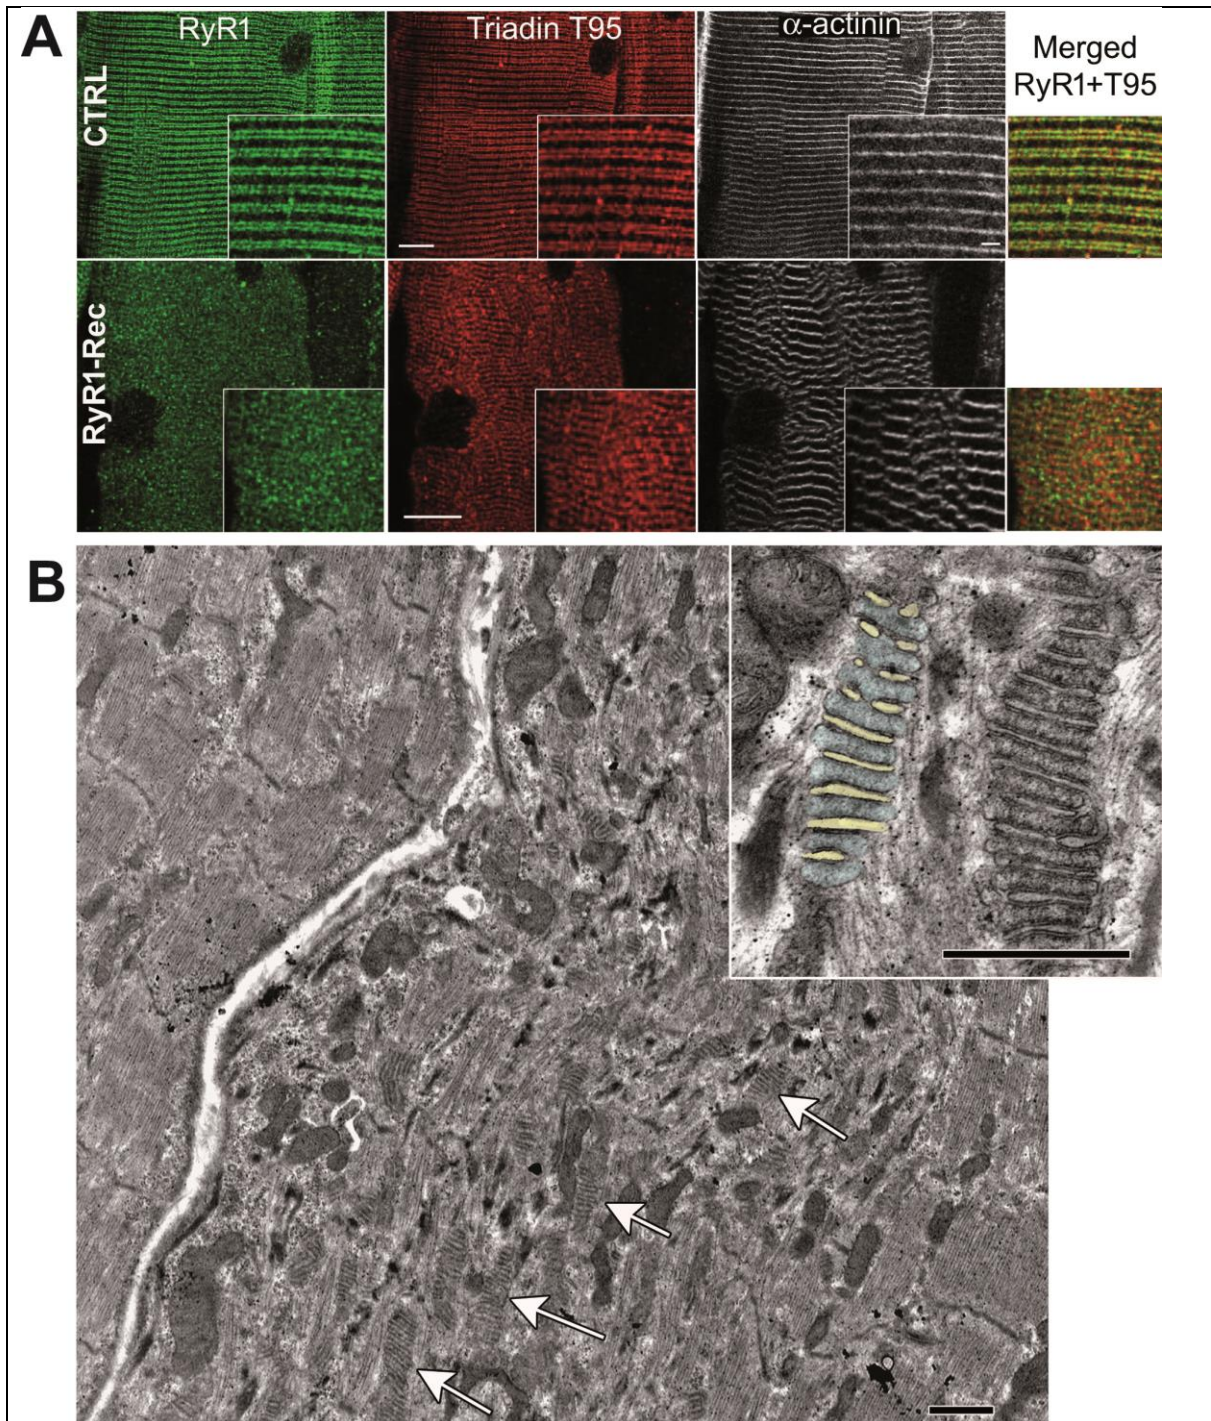 A
RyR1
Triadin T95
α-actinin
Merged
RyR1+T95
CTRL
RyR1-Rec
B